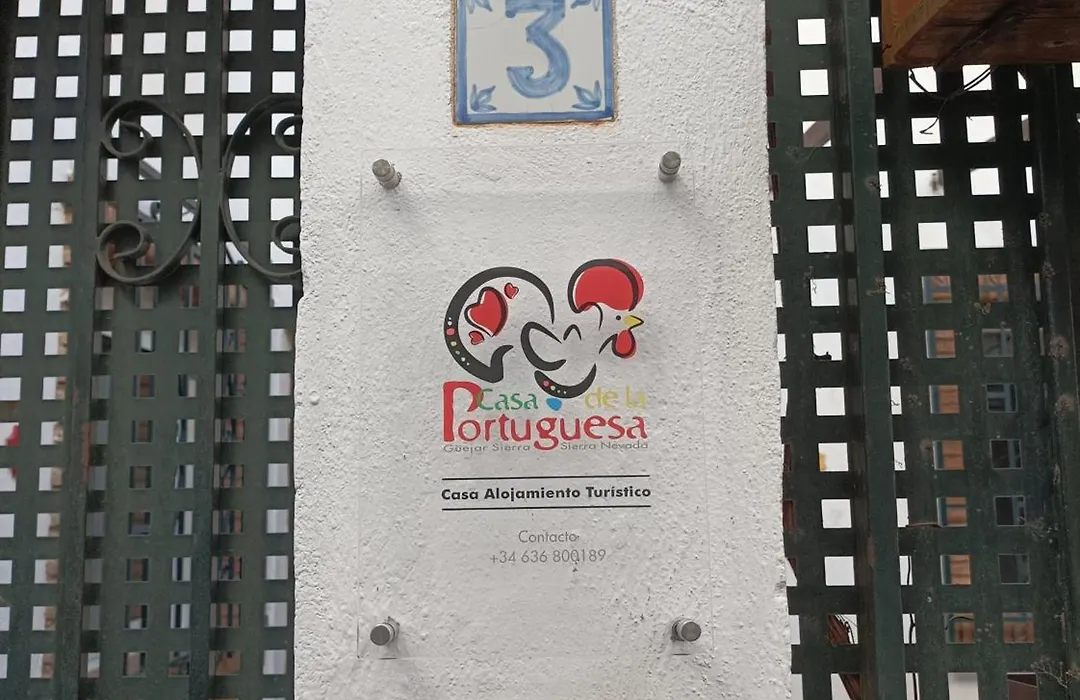 3
Casa de la
Portuguesa
Güejar Sierra Sierra Nevada
Casa Alojamiento Turístico
Contacto
+34 636 800189